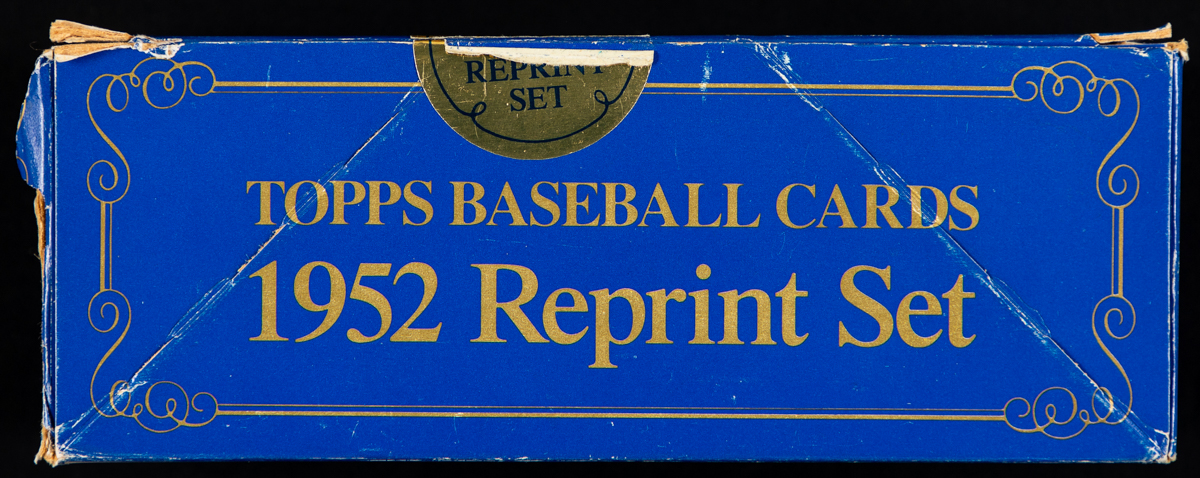 REPRINT
SET
TOPPS BASEBALL CARDS
1952 Reprint Set